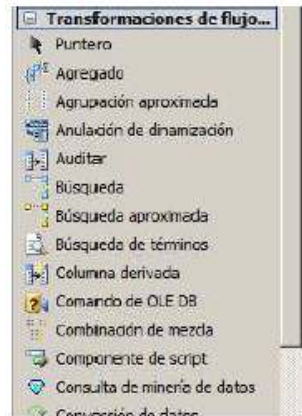 Transformaciones de flujo...
Puntero
Agregado
Agrupación aproximada
Anulación de dinamización
Auditar
Búsqueda
Búsqueda aproximada
Búsqueda de términos
Columna derivada
Comando de OLE DB
Combinación de mezcla
Componente de script
Consulta de minería de datos
Conversión de datos